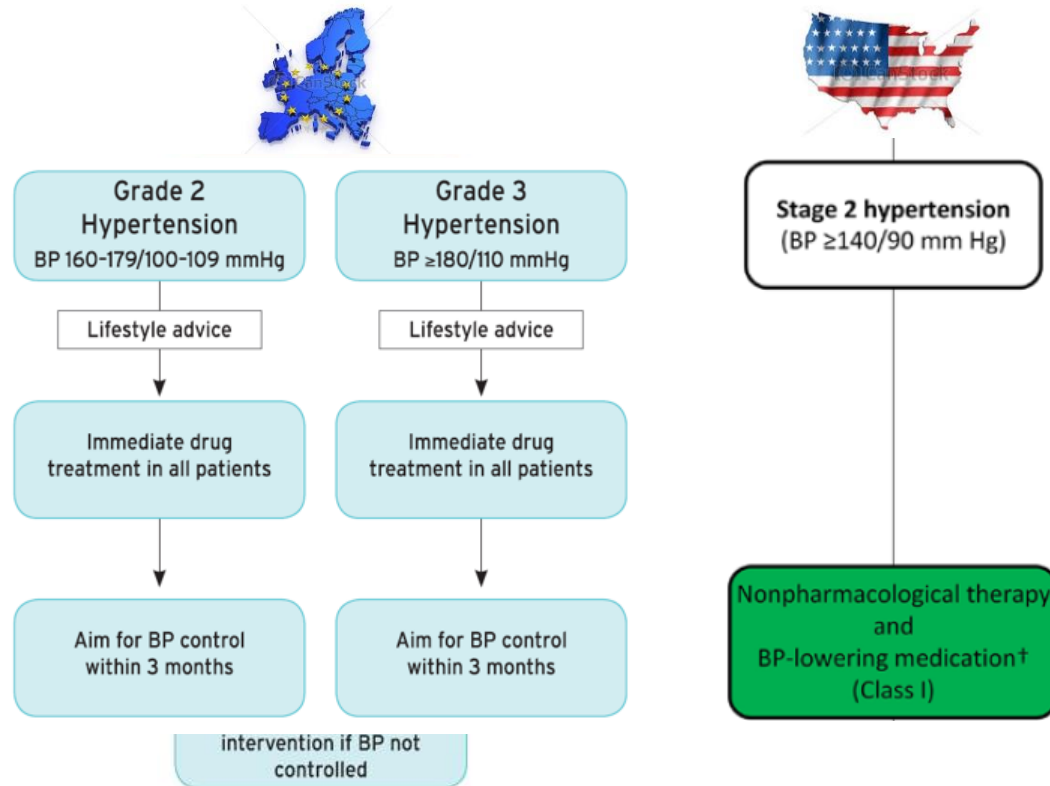 CanStock
CanStock
Grade 2
Hypertension
BP 160-179/100-109 mmHg
Lifestyle advice
Immediate drug
treatment in all patients
Aim for BP control
within 3 months
Grade 3
Hypertension
BP ≥180/110 mmHg
Lifestyle advice
Immediate drug
treatment in all patients
Aim for BP control
within 3 months
intervention if BP not
controlled
Stage 2 hypertension
(BP ≥140/90 mm Hg)
Nonpharmacological therapy
and
BP-lowering medication†
(Class I)